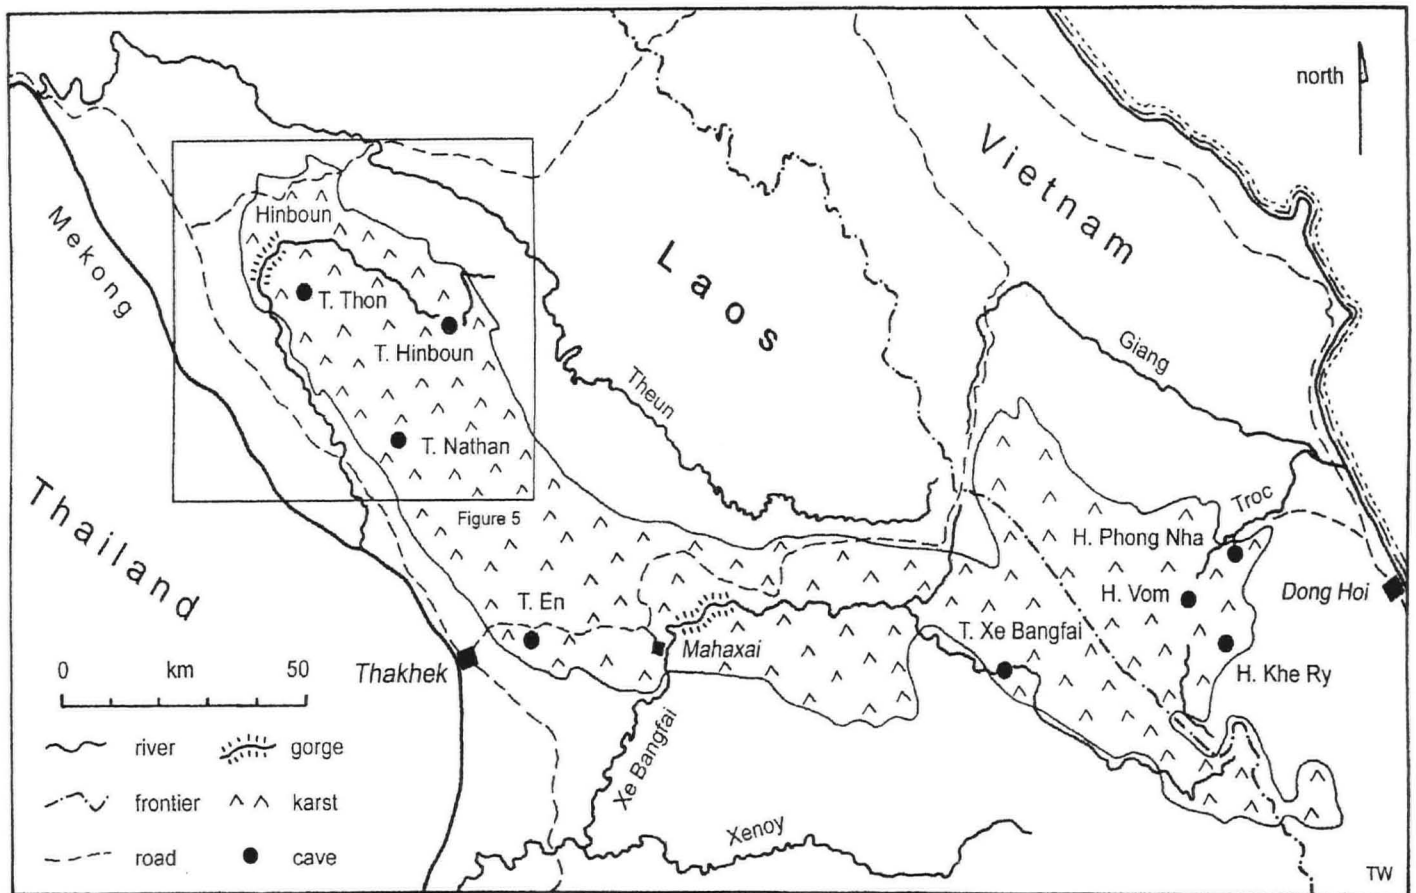 north
Vietnam
Mekong
Hinboun
Laos
T. Thon
T. Hinboun
Giang
Theun
T. Nathan
Thailand
Figure 5
Troc
H. Phong Nha
H. Vom
Dong Hoi
T. En
T. Xe Bangfai
Mahaxai
H. Khe Ry
Thakhek
0 km 50
Xe Bangfai
river gorge
frontier karst
road cave
Xenoy
TW